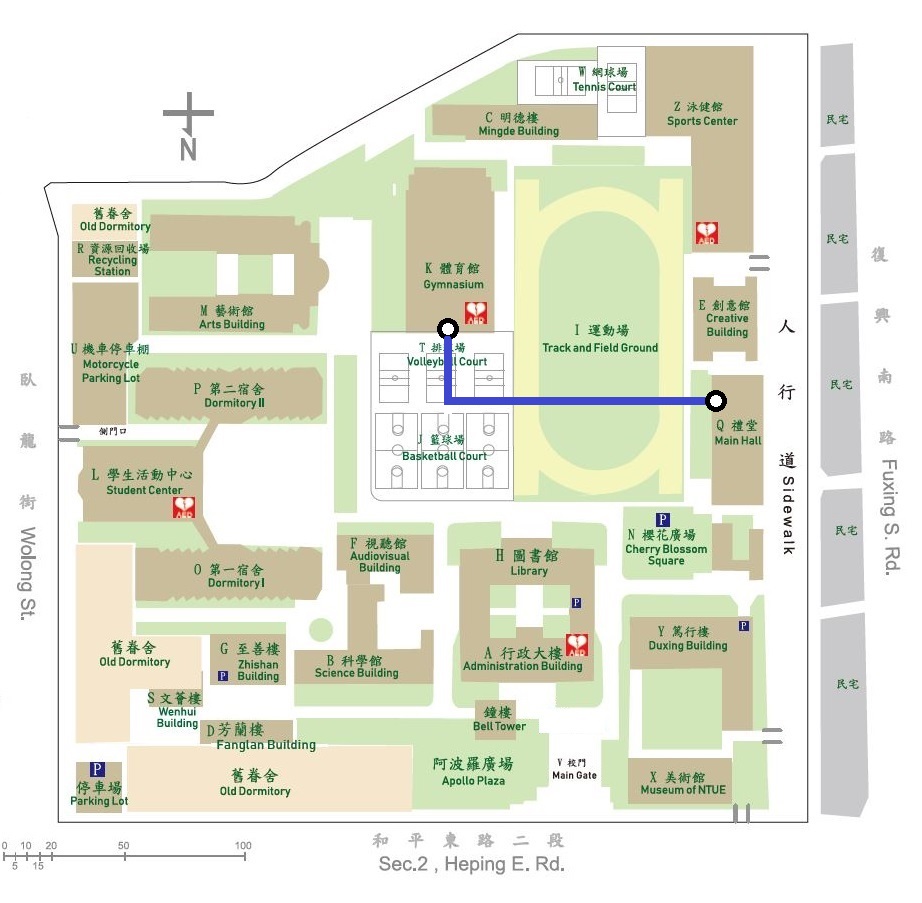 W 網球場
Tennis Court
C 明德樓
Mingde Building
Z 泳健館
Sports Center
民宅
N
舊眷舍
Old Dormitory
R 資源回收場
Recycling
Station
K 體育館
Gymnasium
AED
AED
民宅
復
興
南
路
Fuxing S. Rd.
M 藝術館
Arts Building
U 機車停車棚
Motorcycle
Parking Lot
E 創意館
Creative
Building
I 運動場
Track and Field Ground
T 排
場
Volleyball Court
人
行
道
Sidewalk
P 第二宿舍
Dormitory II
民宅
臥
龍
街
Wolong St.
側門口
Q 禮堂
Main Hall
J 籃球場
Basketball Court
L 學生活動中心
Student Center
AED
P
N 櫻花廣場
Cherry Blossom
Square
民宅
F 視聽館
Audiovisual
Building
H 圖書館
Library
O 第一宿舍
Dormitory I
P
P
Y 篤行樓
Duxing Building
舊眷舍
Old Dormitory
G 至善樓
Zhishan
Building
P
B 科學館
Science Building
A 行政大樓
Administration Building
AED
民宅
S 文薈樓
Wenhui
Building
D 芳蘭樓
Fanglan Building
鐘樓
Bell Tower
P
停車場
Parking Lot
舊眷舍
Old Dormitory
阿波羅廣場
Apollo Plaza
V 校門
Main Gate
X 美術館
Museum of NTUE
0 10 20 50 100
5 15
和平東路二段
Sec.2 , Heping E. Rd.